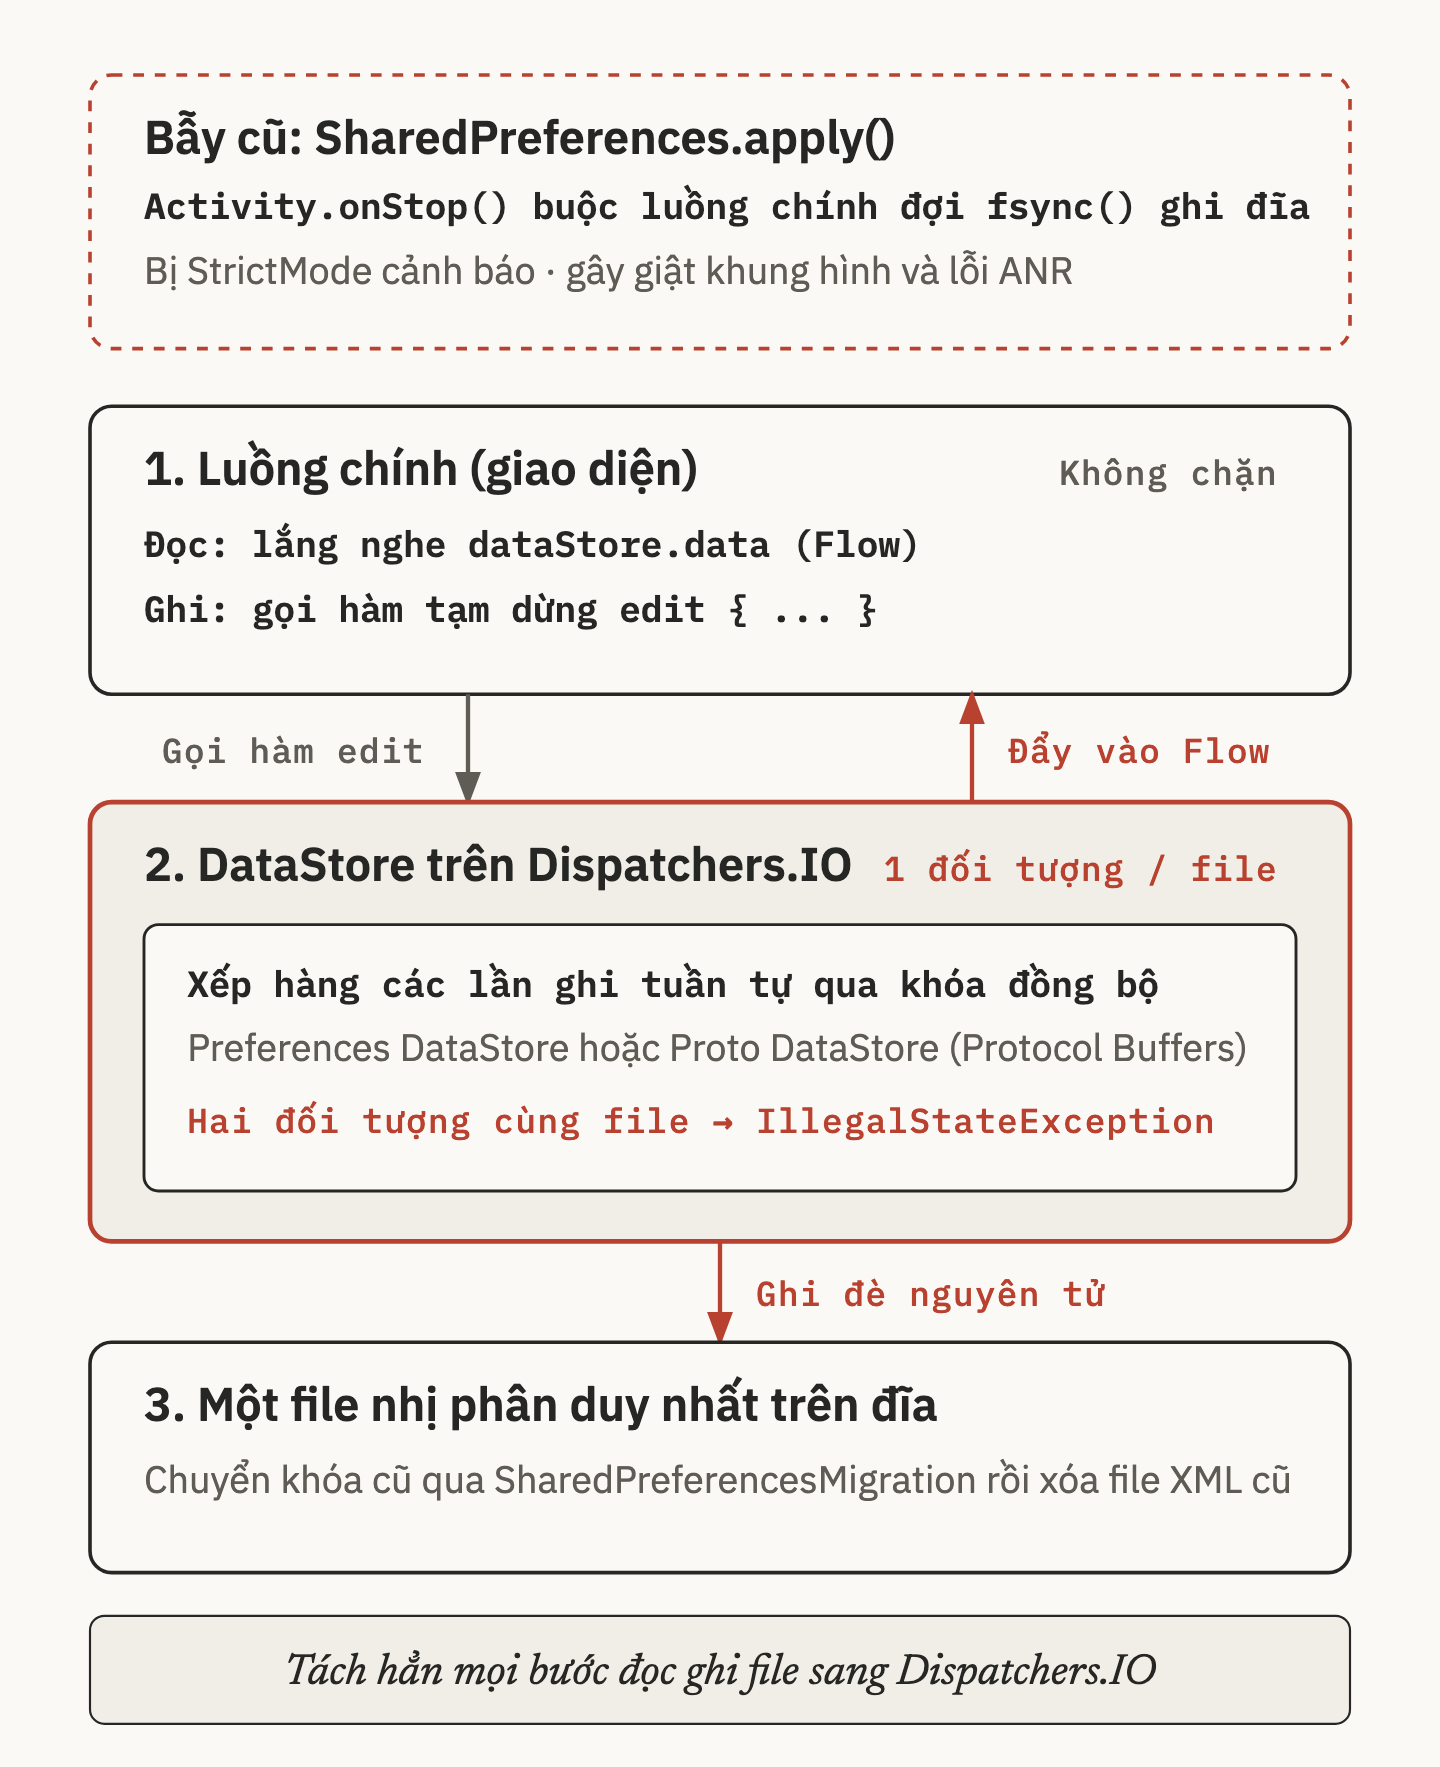 Bẫy cũ: SharedPreferences.apply()
Activity.onStop() buộc luồng chính đợi fsync() ghi đĩa
Bị StrictMode cảnh báo · gây giật khung hình và lỗi ANR
1. Luồng chính (giao diện)
Không chặn
Đọc: lắng nghe dataStore.data (Flow)
Ghi: gọi hàm tạm dừng edit { ... }
Gọi hàm edit
Đẩy vào Flow
2. DataStore trên Dispatchers.IO
1 đối tượng / file
Xếp hàng các lần ghi tuần tự qua khóa đồng bộ
Preferences DataStore hoặc Proto DataStore (Protocol Buffers)
Hai đối tượng cùng file → IllegalStateException
Ghi đè nguyên tử
3. Một file nhị phân duy nhất trên đĩa
Chuyển khóa cũ qua SharedPreferencesMigration rồi xóa file XML cũ
Tách hẳn mọi bước đọc ghi file sang Dispatchers.IO